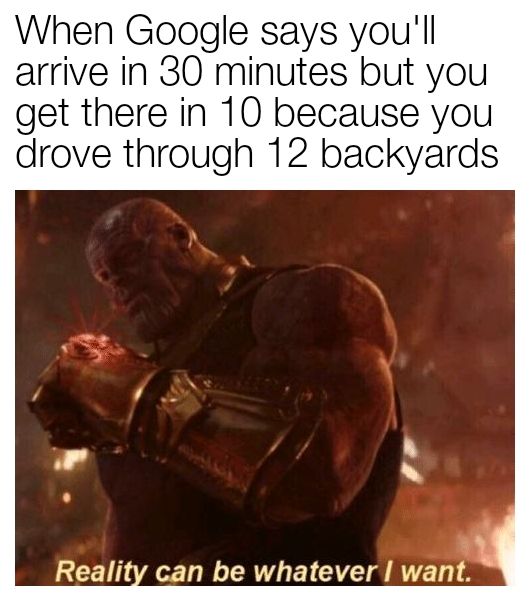 When Google says you'll
arrive in 30 minutes but you
get there in 10 because you
drove through 12 backyards
Reality can be whatever I want.